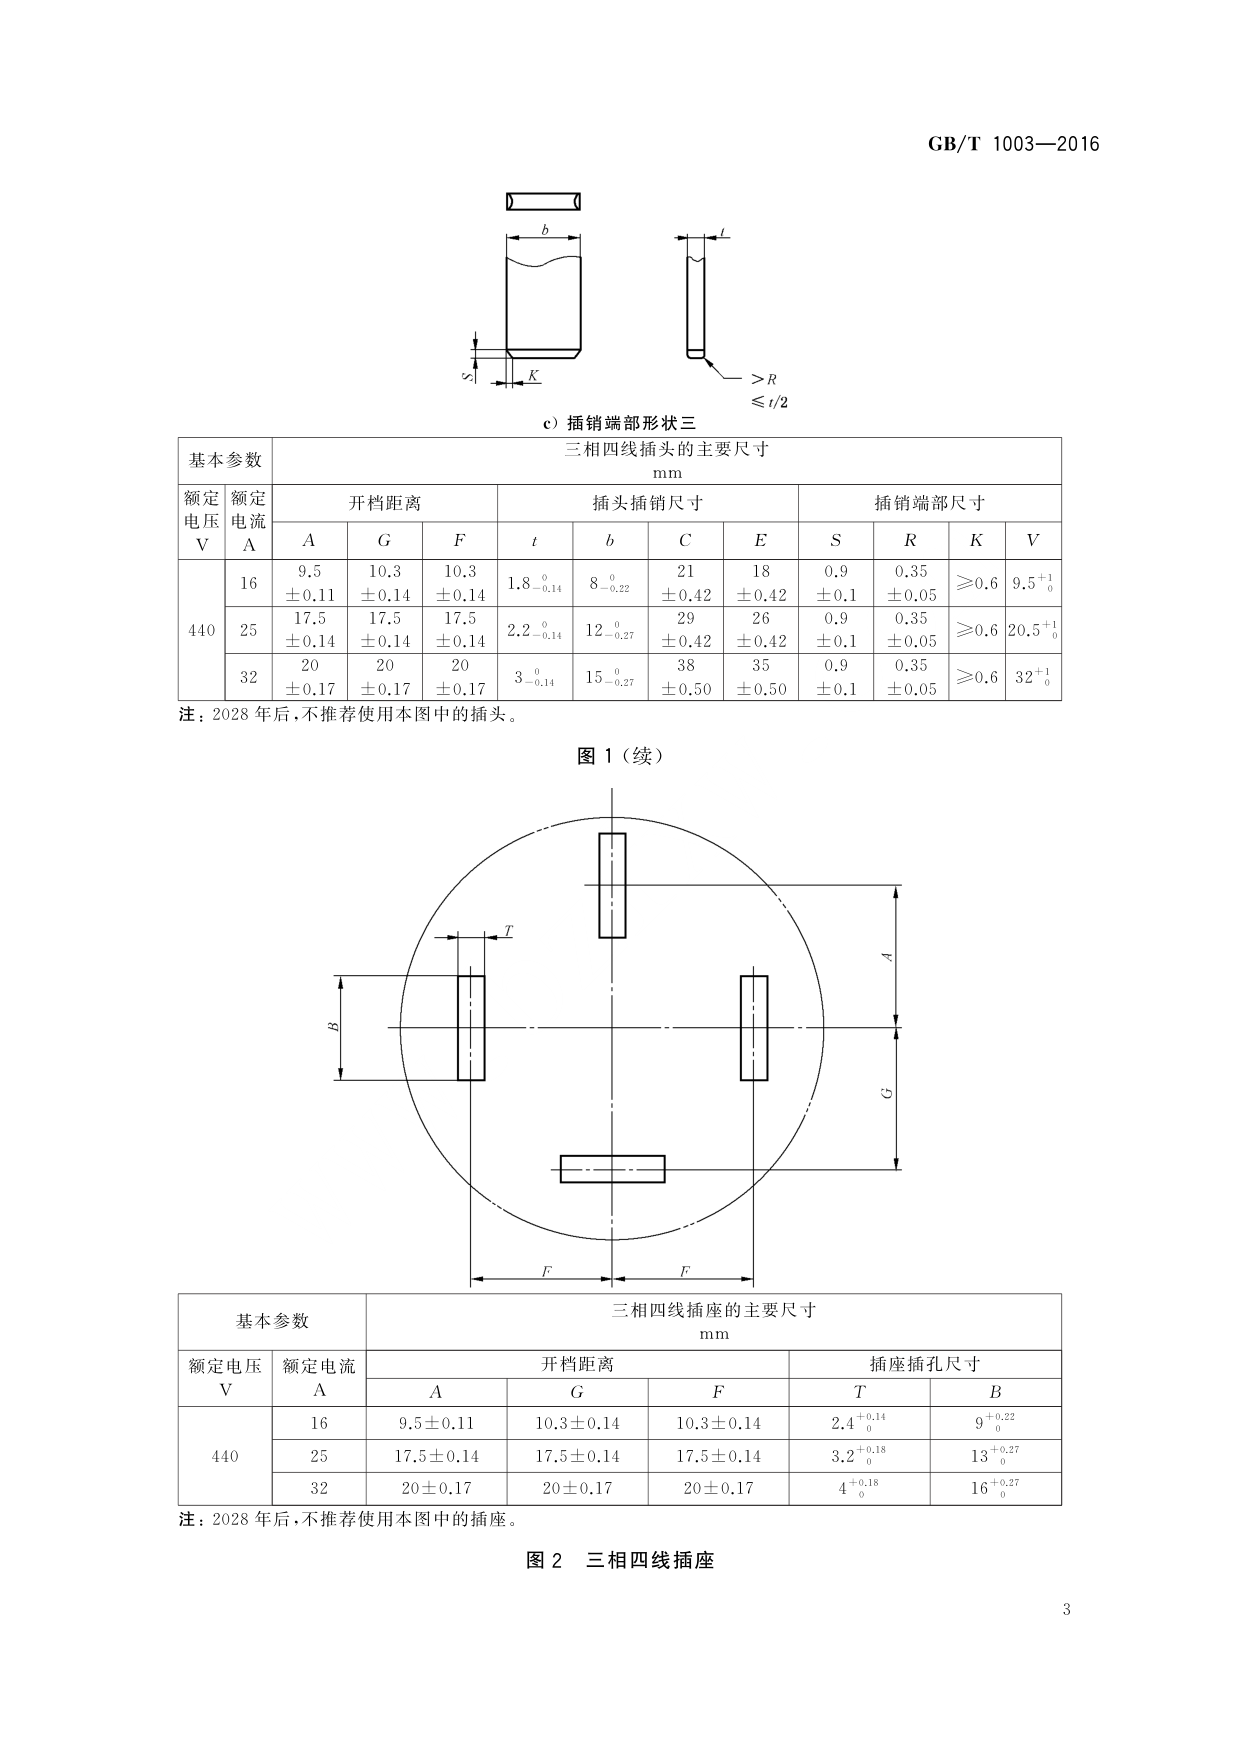 GB/T 1003—2016
b
t
S
K
>R
≤t/2
c）插销端部形状三
基本参数
三相四线插头的主要尺寸
mm
额定电压 V
额定电流 A
开档距离 插头插销尺寸 插销端部尺寸
A G F t b C E S R K V
440
16 9.5±0.11 10.3±0.14 10.3±0.14 1.8 0 −0.14 8 0 −0.22 21±0.42 18±0.42 0.9±0.1 0.35±0.05 ≥0.6 9.5+1 0
25 17.5±0.14 17.5±0.14 17.5±0.14 2.2 0 −0.14 12 0 −0.27 29±0.42 26±0.42 0.9±0.1 0.35±0.05 ≥0.6 20.5+1 0
32 20±0.17 20±0.17 20±0.17 3 0 −0.14 15 0 −0.27 38±0.50 35±0.50 0.9±0.1 0.35±0.05 ≥0.6 32+1 0
注：2028 年后，不推荐使用本图中的插头。
图 1（续）
T
A
B
G
F F
基本参数
三相四线插座的主要尺寸
mm
额定电压 V
额定电流 A
开档距离 插座插孔尺寸
A G F T B
440
16 9.5±0.11 10.3±0.14 10.3±0.14 2.4+0.14 0 9+0.22 0
25 17.5±0.14 17.5±0.14 17.5±0.14 3.2+0.18 0 13+0.27 0
32 20±0.17 20±0.17 20±0.17 4+0.18 0 16+0.27 0
注：2028 年后，不推荐使用本图中的插座。
图 2 三相四线插座
3